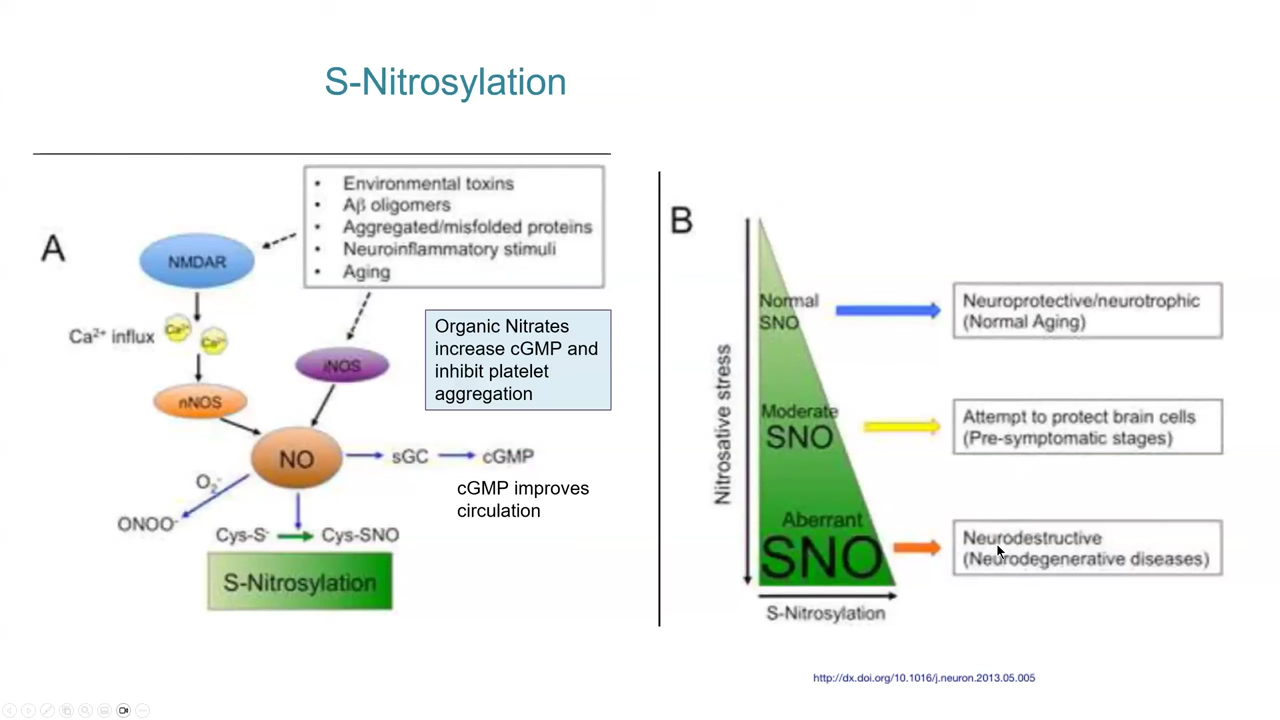 S-Nitrosylation
A
• Environmental toxins
• Aβ oligomers
• Aggregated/misfolded proteins
• Neuroinflammatory stimuli
• Aging
NMDAR
Ca²⁺ influx
Ca²⁺
Ca²⁺
iNOS
nNOS
Organic Nitrates
increase cGMP and
inhibit platelet
aggregation
NO
sGC
cGMP
O₂⁻
ONOO⁻
cGMP improves
circulation
Cys-S⁻
Cys-SNO
S-Nitrosylation
B
Nitrosative stress
Normal
SNO
Neuroprotective/neurotrophic
(Normal Aging)
Moderate
SNO
Attempt to protect brain cells
(Pre-symptomatic stages)
Aberrant
SNO
Neurodestructive
(Neurodegenerative diseases)
S-Nitrosylation
http://dx.doi.org/10.1016/j.neuron.2013.05.005